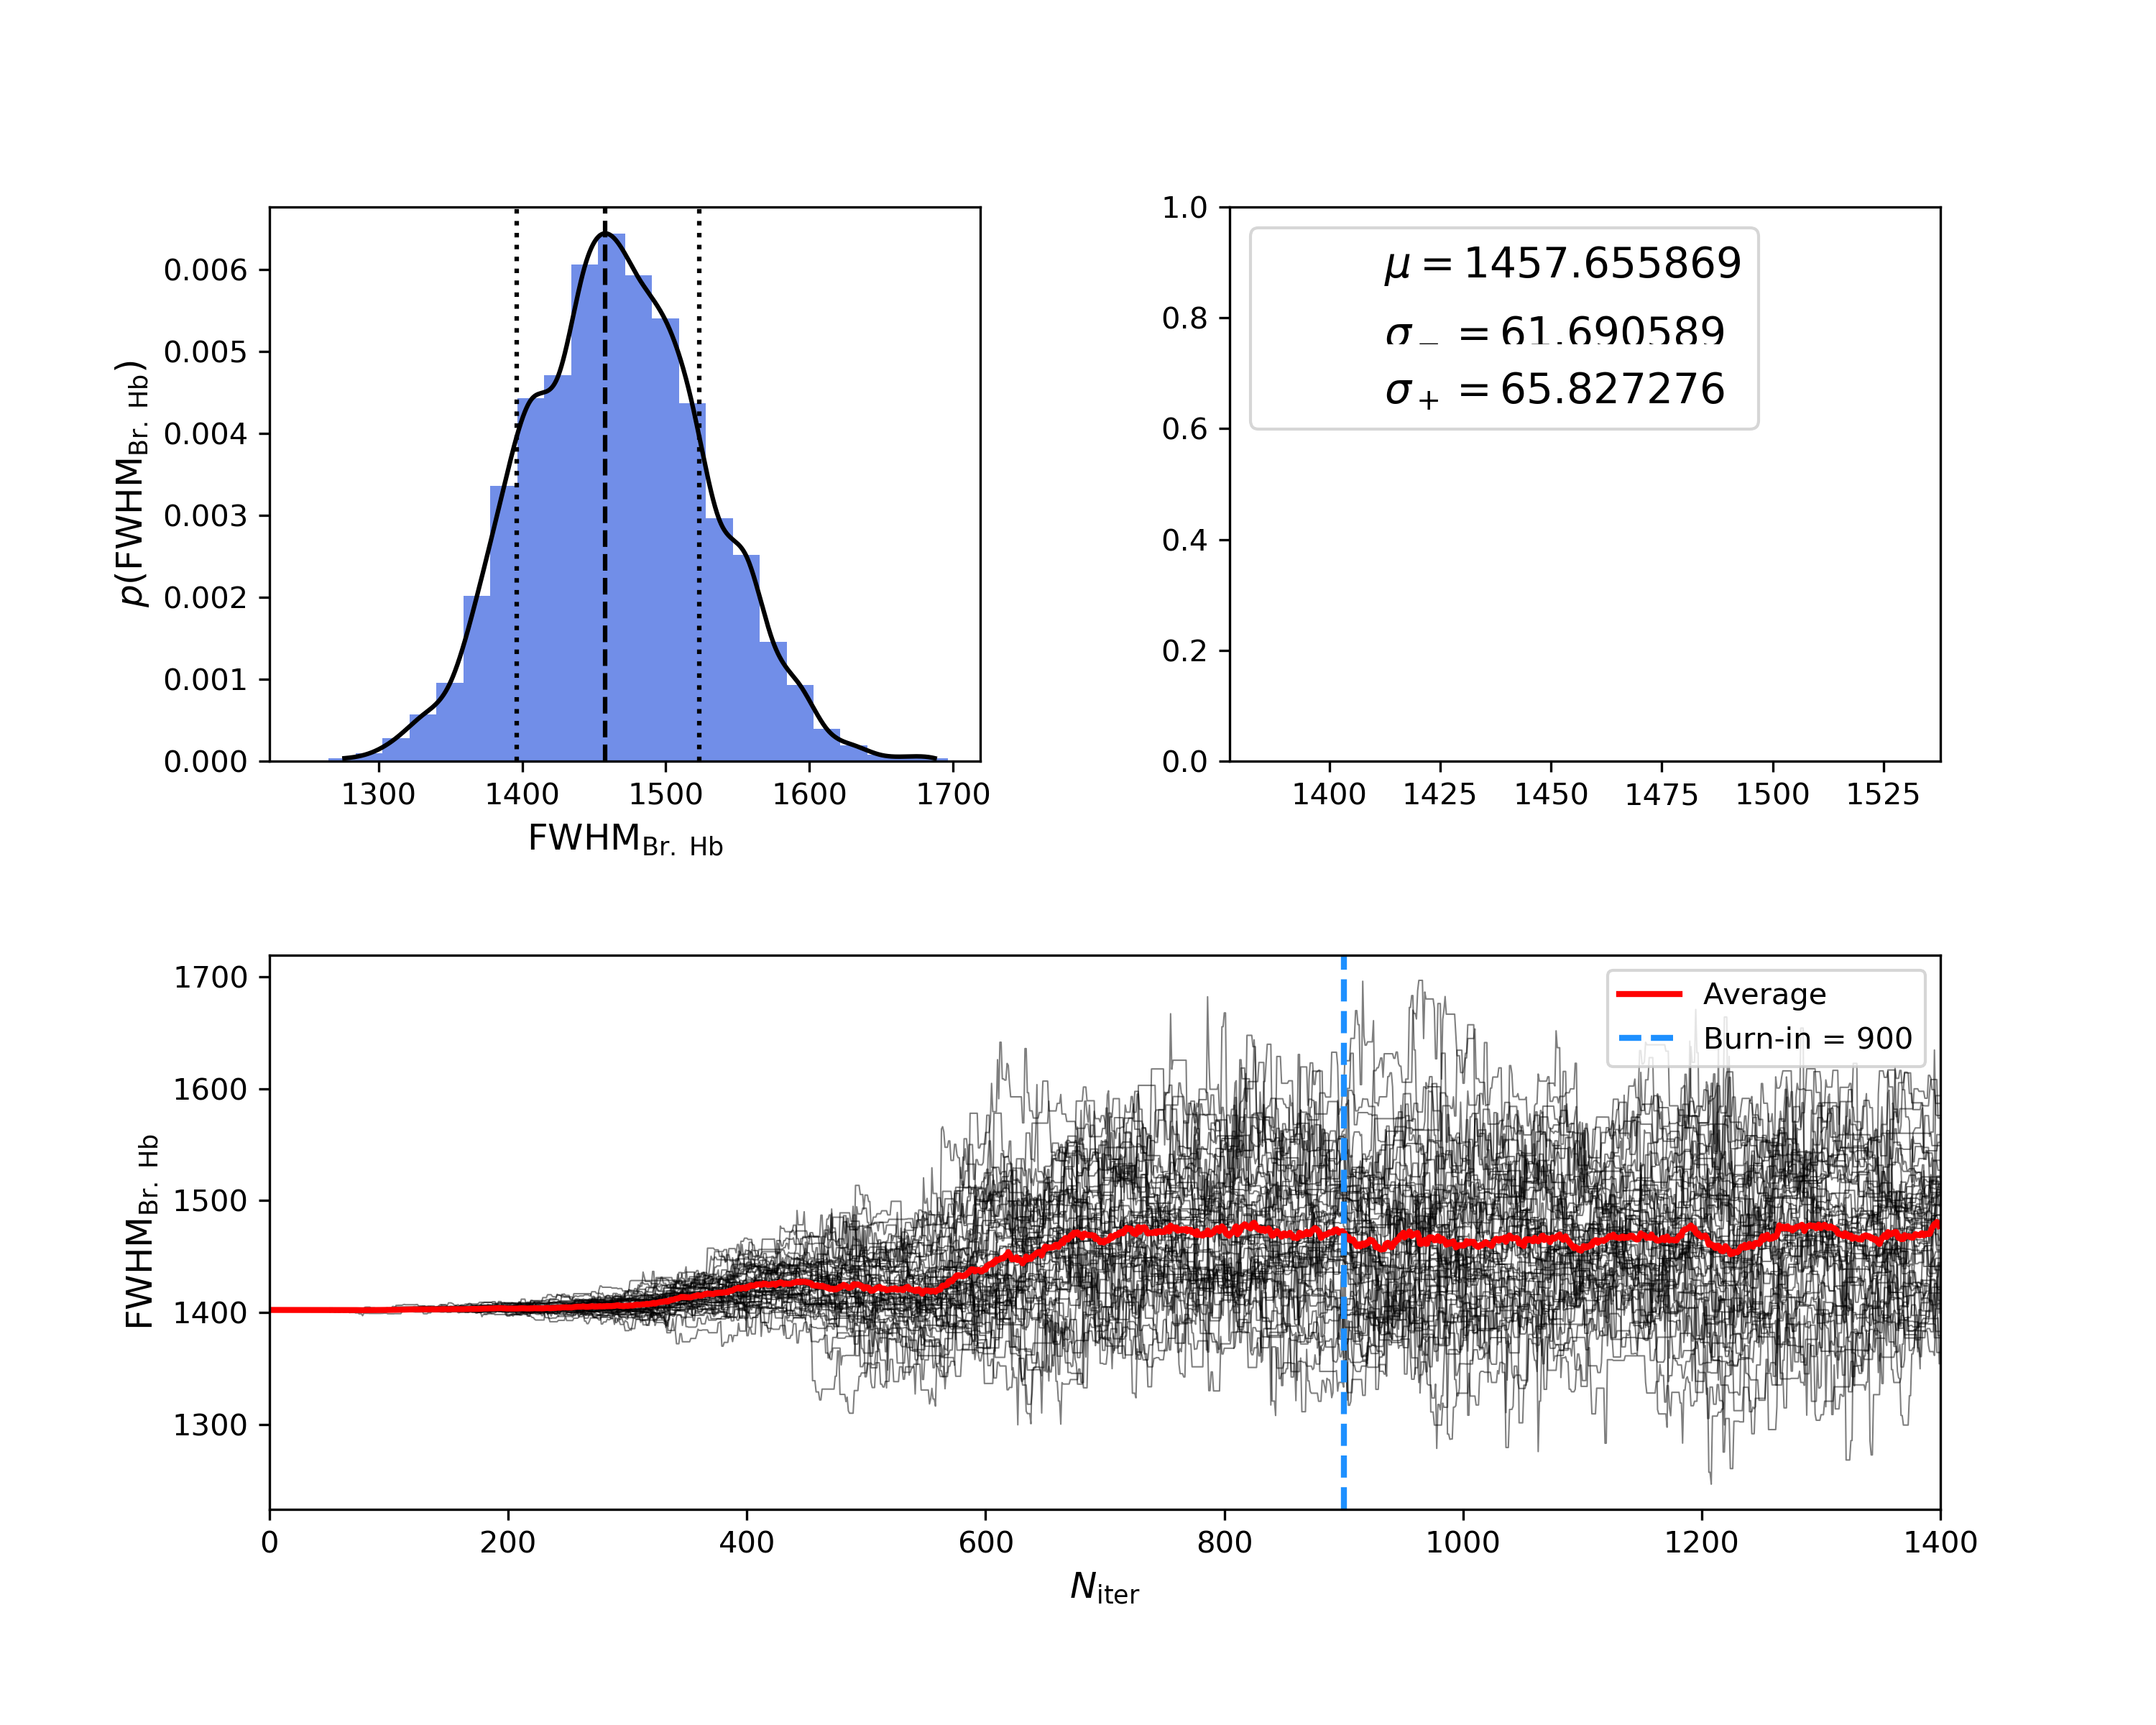 0.006
0.005
0.004
0.003
0.002
0.001
0.000
p(FWHM_Br. Hb)
1300 1400 1500 1600 1700
FWHM_Br. Hb
1.0
0.8
0.6
0.4
0.2
0.0
μ = 1457.655869
σ_- = 61.690589
σ_+ = 65.827276
1400 1425 1450 1475 1500 1525
1700
1600
1500
1400
1300
FWHM_Br. Hb
Average
Burn-in = 900
0 200 400 600 800 1000 1200 1400
N_iter